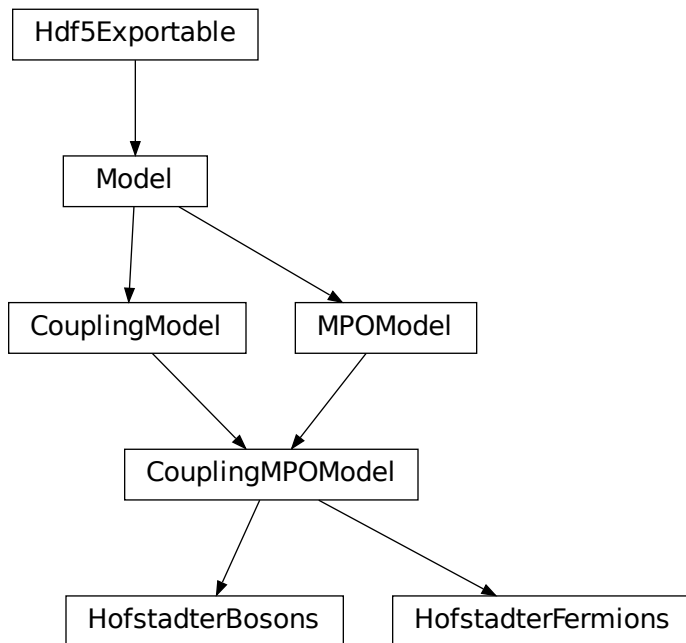 Hdf5Exportable
Model
CouplingModel
MPOModel
CouplingMPOModel
HofstadterBosons
HofstadterFermions